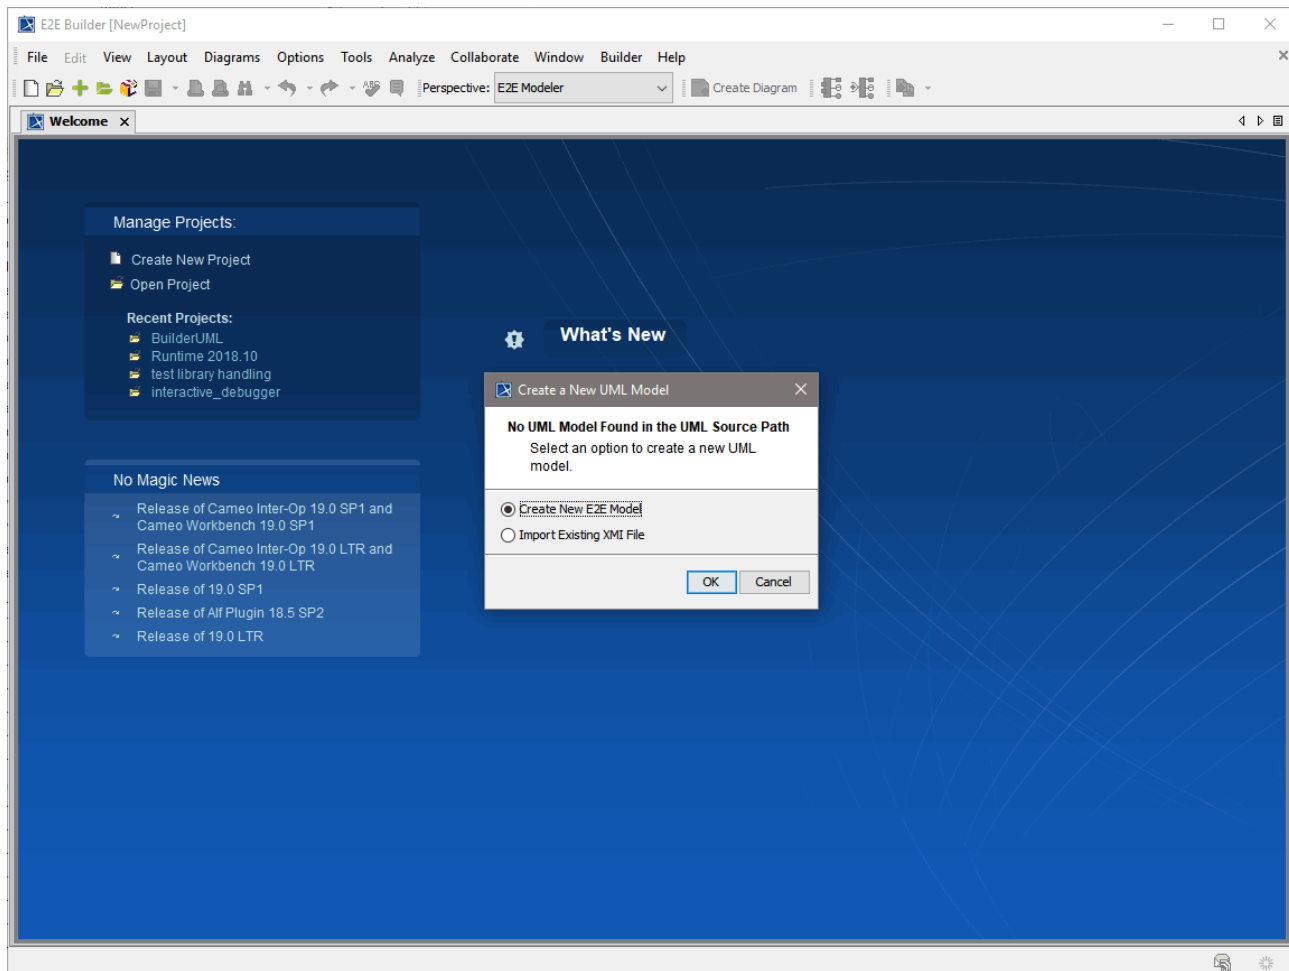 E2E Builder [NewProject]
File Edit View Layout Diagrams Options Tools Analyze Collaborate Window Builder Help
Perspective: E2E Modeler Create Diagram
Welcome
Manage Projects:
Create New Project
Open Project
Recent Projects:
BuilderUML
Runtime 2018.10
test library handling
interactive_debugger
What's New
Create a New UML Model
No UML Model Found in the UML Source Path
Select an option to create a new UML
model.
Create New E2E Model
Import Existing XMI File
OK Cancel
No Magic News
Release of Cameo Inter-Op 19.0 SP1 and
Cameo Workbench 19.0 SP1
Release of Cameo Inter-Op 19.0 LTR and
Cameo Workbench 19.0 LTR
Release of 19.0 SP1
Release of Alf Plugin 18.5 SP2
Release of 19.0 LTR